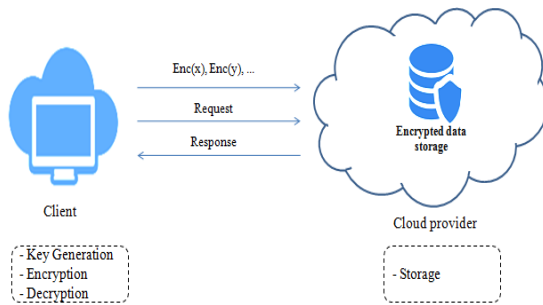 Enc(x), Enc(y), ...
Request
Response
Encrypted data
storage
Client
Cloud provider
- Key Generation
- Encryption
- Decryption
- Storage